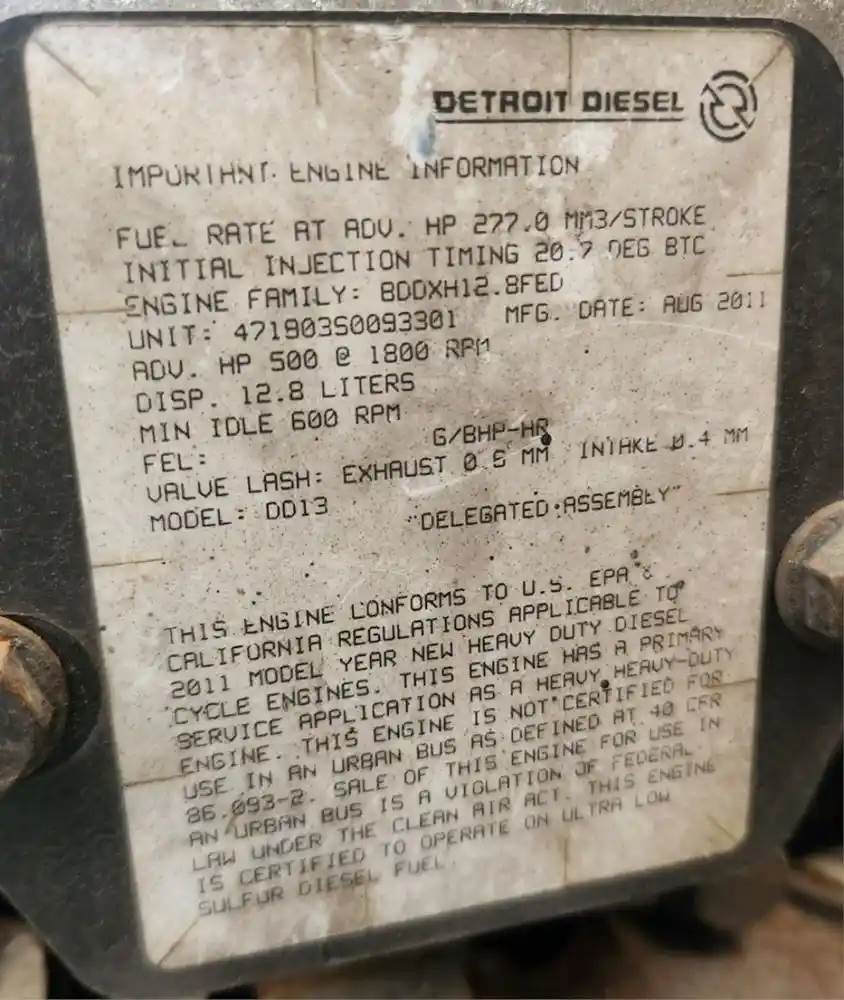 DETROIT DIESEL
IMPORTANT ENGINE INFORMATION
FUEL RATE AT ADV. HP 277.0 MM3/STROKE
INITIAL INJECTION TIMING 20.7 DEG BTC
ENGINE FAMILY: BDDXH12.8FED
UNIT: 471903S0093301 MFG. DATE: AUG 2011
ADV. HP 500 @ 1800 RPM
DISP. 12.8 LITERS
MIN IDLE 600 RPM
FEL: G/BHP-HR
VALVE LASH: EXHAUST 0.6 MM INTAKE 0.4 MM
MODEL: DD13 "DELEGATED ASSEMBLY"
THIS ENGINE CONFORMS TO U.S. EPA &
CALIFORNIA REGULATIONS APPLICABLE TO
2011 MODEL YEAR NEW HEAVY DUTY DIESEL
CYCLE ENGINES. THIS ENGINE HAS A PRIMARY
SERVICE APPLICATION AS A HEAVY HEAVY-DUTY
ENGINE. THIS ENGINE IS NOT CERTIFIED FOR
USE IN AN URBAN BUS AS DEFINED AT 40 CFR
86.093-2. SALE OF THIS ENGINE FOR USE IN
AN URBAN BUS IS A VIOLATION OF FEDERAL
LAW UNDER THE CLEAN AIR ACT. THIS ENGINE
IS CERTIFIED TO OPERATE ON ULTRA LOW
SULFUR DIESEL FUEL.